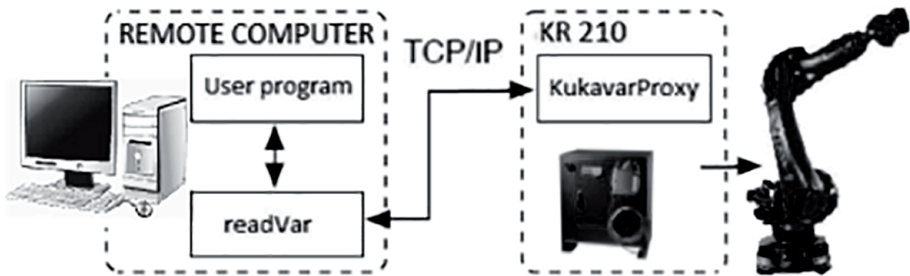 REMOTE COMPUTER
User program
readVar
TCP/IP
KR 210
KukavarProxy